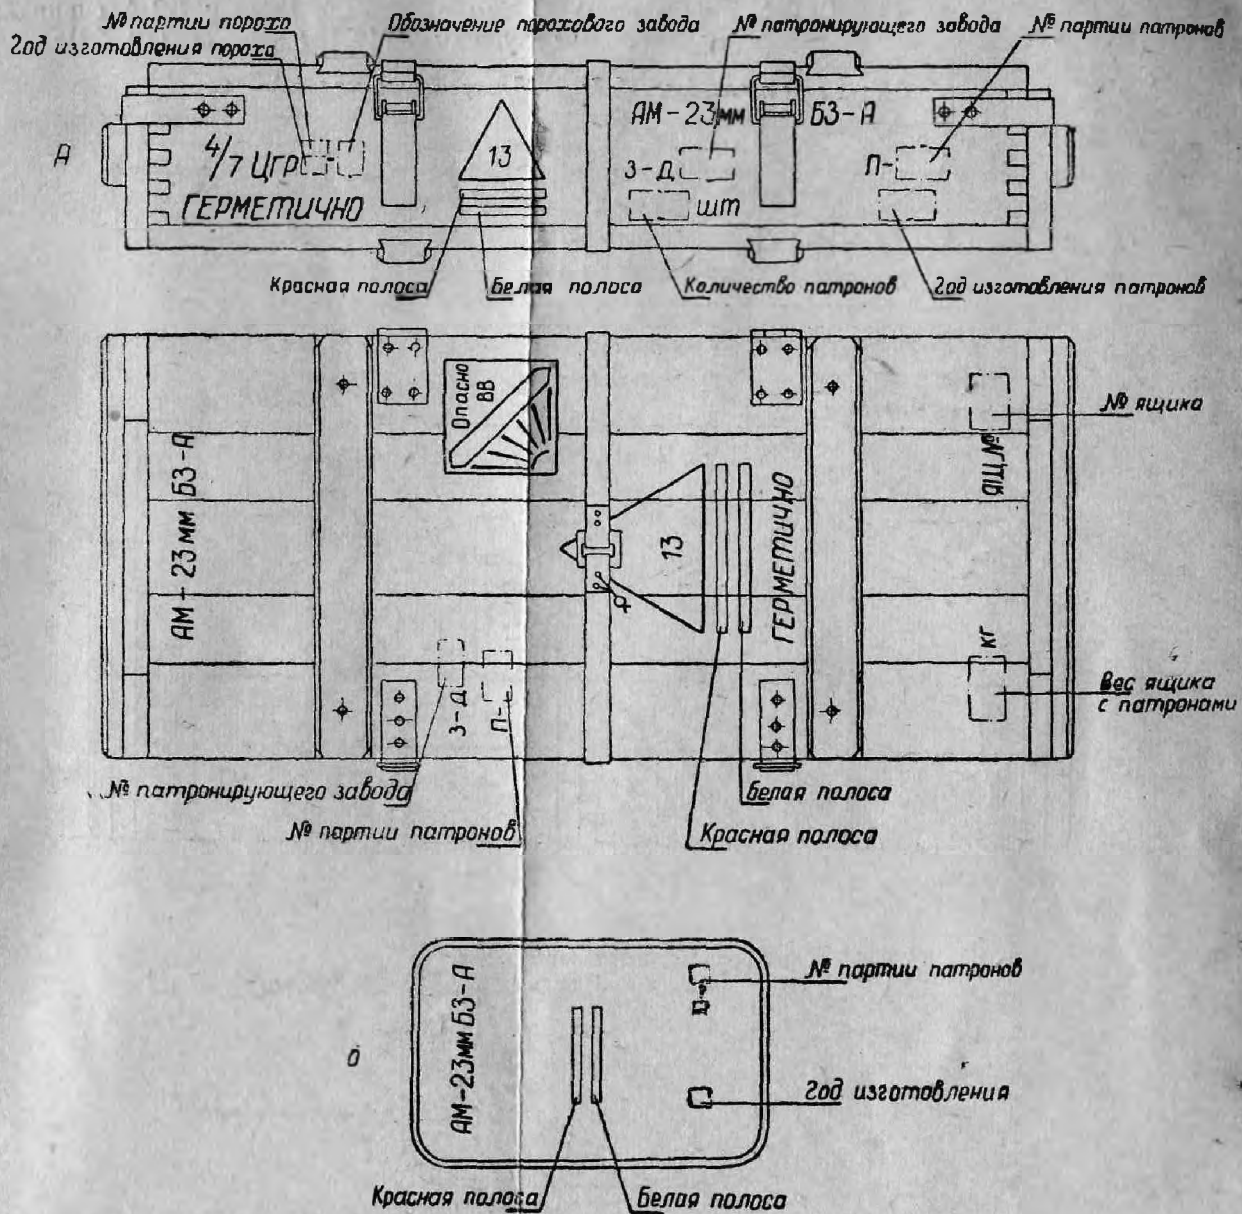 № партии пороха
Год изготовления пороха
Обозначение порохового завода
№ патронирующего завода
№ партии патронов
А
4/7 Цгр
ГЕРМЕТИЧНО
13
АМ-23мм БЗ-А
З-Д
П-
шт
Красная полоса
Белая полоса
Количество патронов
Год изготовления патронов
АМ-23мм БЗ-А
Опасно
ВВ
13
ГЕРМЕТИЧНО
ЯЩ.№
№ ящика
кг
Вес ящика
с патронами
З-Д
П-
№ патронирующего завода
№ партии патронов
Белая полоса
Красная полоса
О
АМ-23мм БЗ-А
№ партии патронов
Год изготовления
Красная полоса
Белая полоса